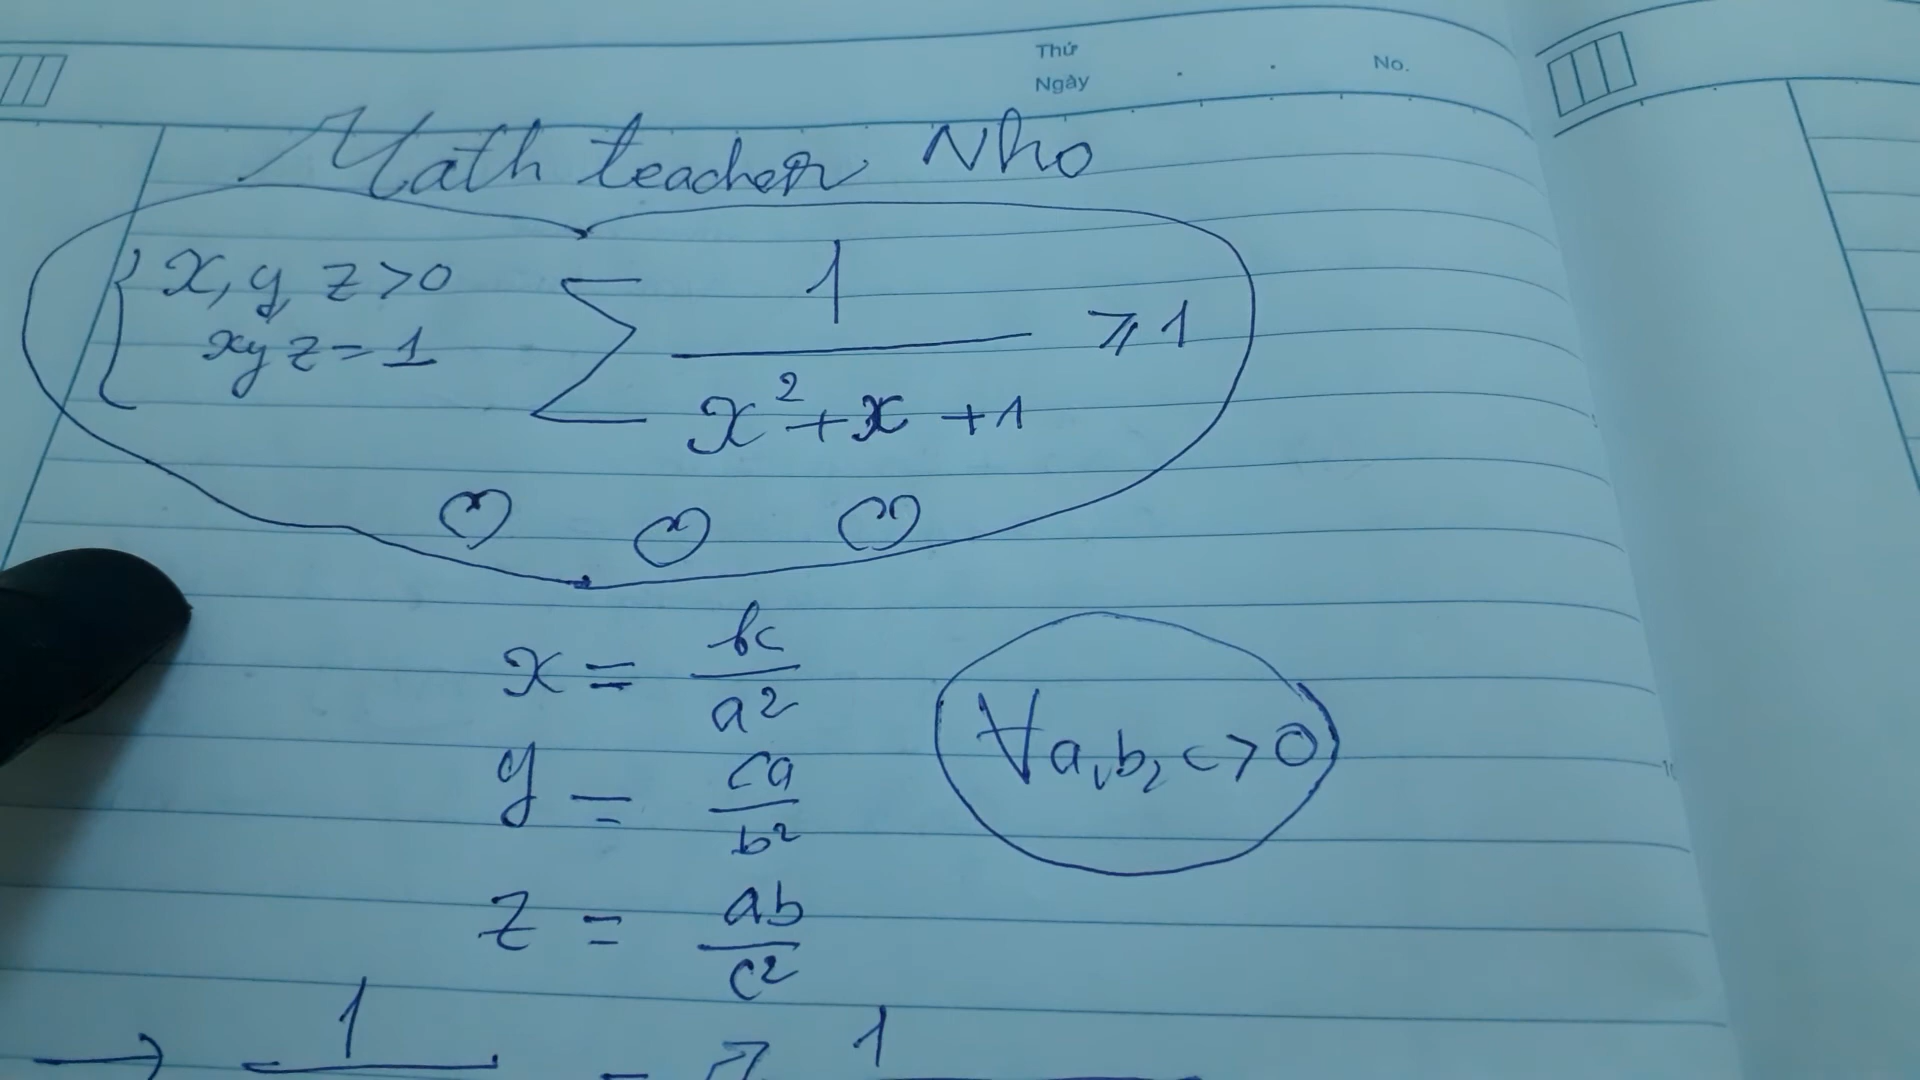 Thứ
Ngày
No.
Math teacher Nho
x, y, z > 0
xyz = 1
∑ 1 / (x² + x + 1) ⩾ 1
x = bc / a²
∀ a, b, c > 0
y = ca / b²
z = ab / c²
→ 1 = ∑ 1